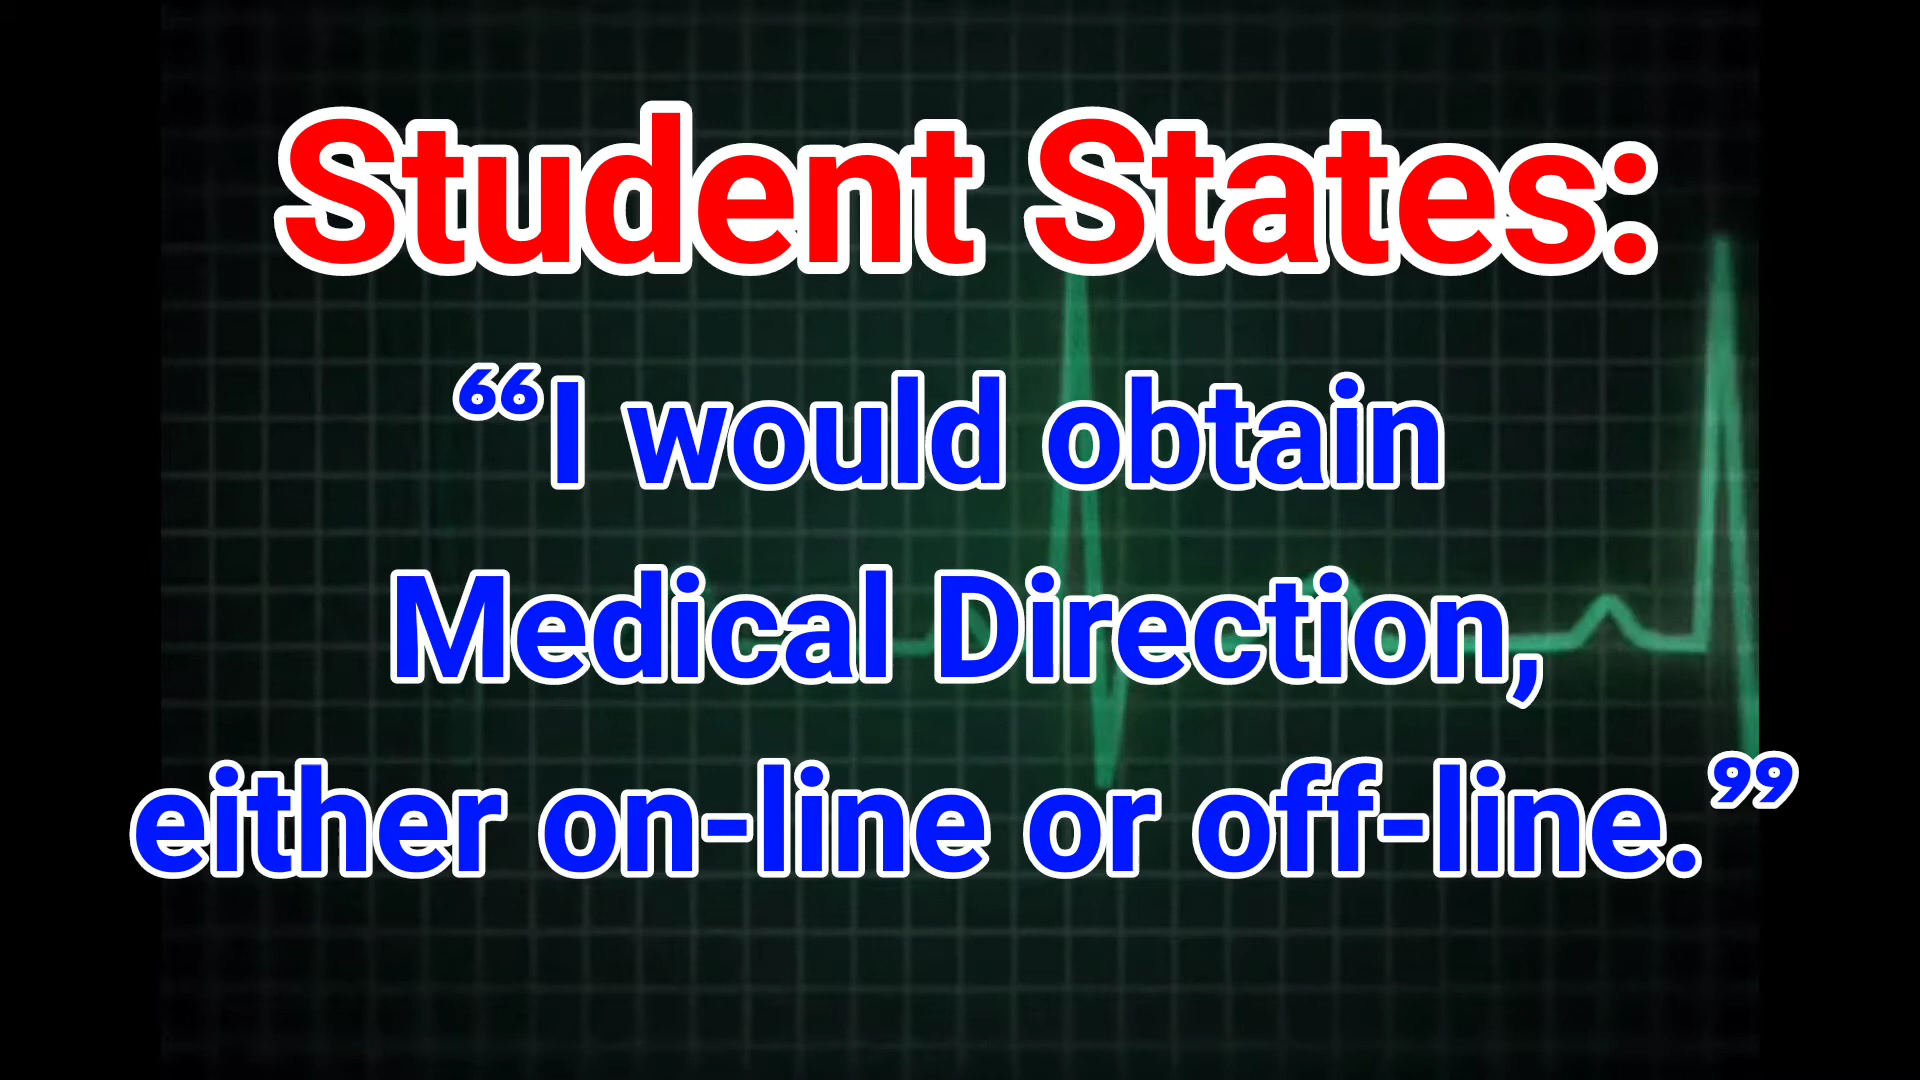 Student States:
“I would obtain
Medical Direction,
either on-line or off-line.”